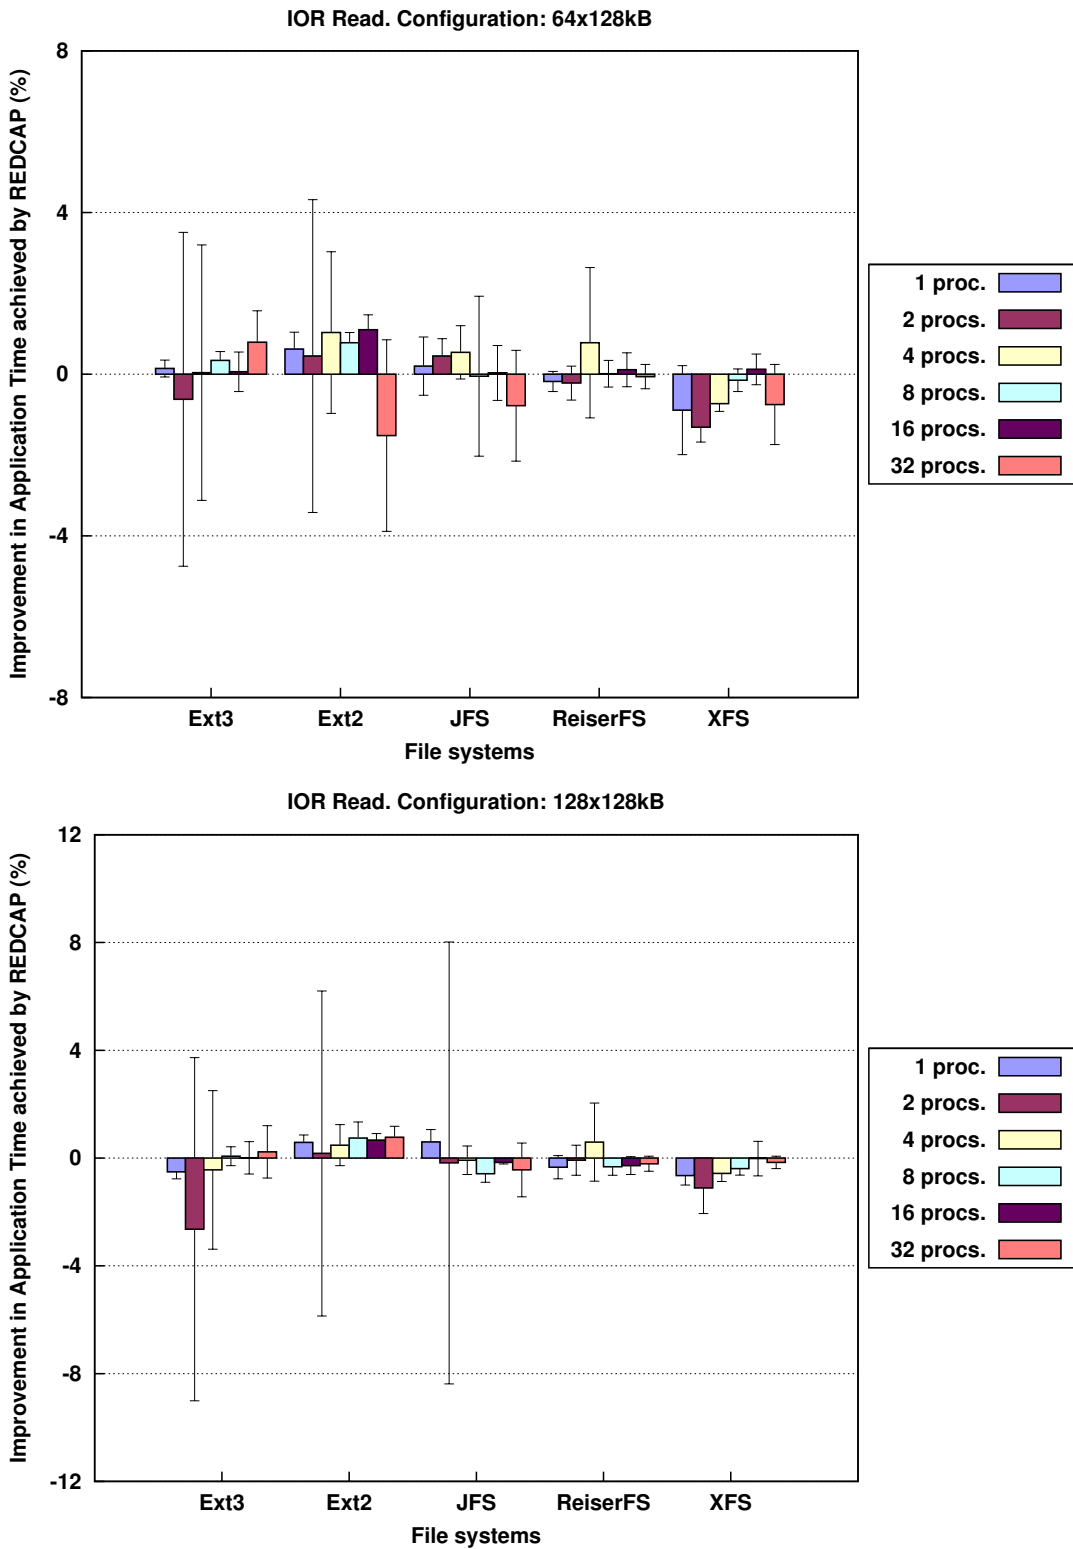 IOR Read. Configuration: 64x128kB
Improvement in Application Time achieved by REDCAP (%)
8
4
0
-4
-8
Ext3 Ext2 JFS ReiserFS XFS
File systems
1 proc.
2 procs.
4 procs.
8 procs.
16 procs.
32 procs.
IOR Read. Configuration: 128x128kB
Improvement in Application Time achieved by REDCAP (%)
12
8
4
0
-4
-8
-12
Ext3 Ext2 JFS ReiserFS XFS
File systems
1 proc.
2 procs.
4 procs.
8 procs.
16 procs.
32 procs.